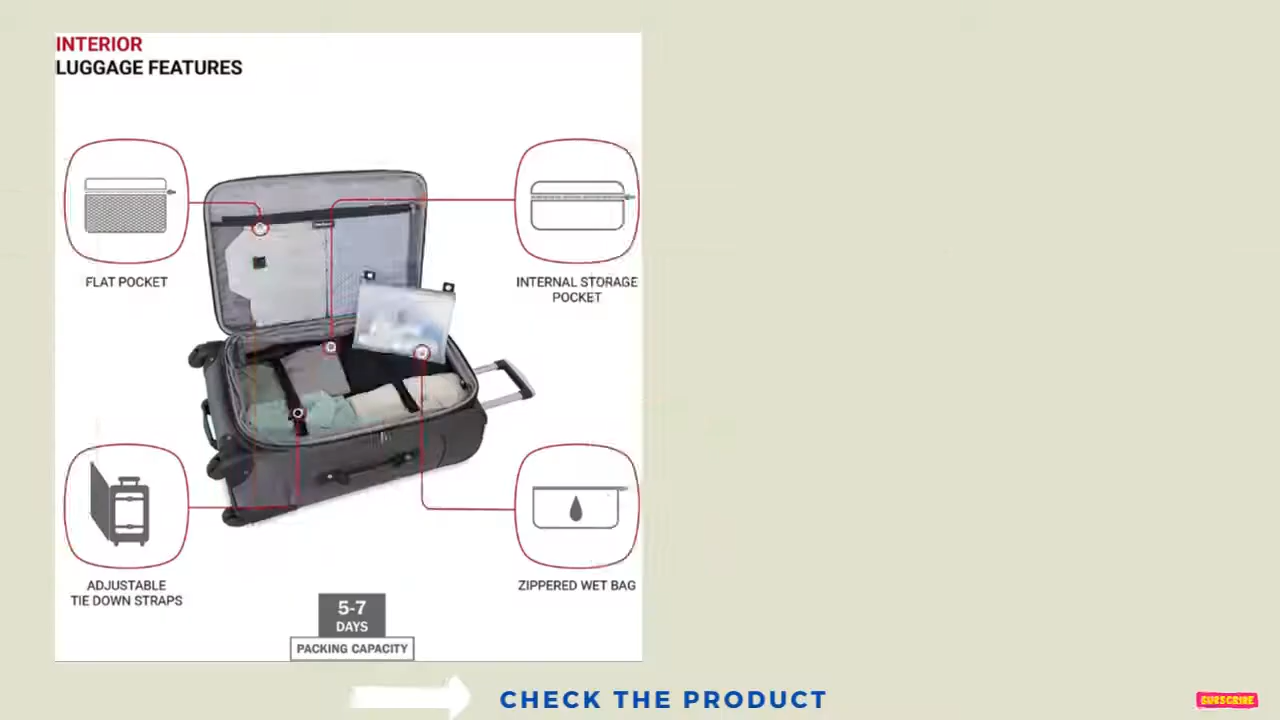 INTERIOR
LUGGAGE FEATURES
FLAT POCKET
INTERNAL STORAGE
POCKET
ADJUSTABLE
TIE DOWN STRAPS
ZIPPERED WET BAG
5-7
DAYS
PACKING CAPACITY
CHECK THE PRODUCT
SUBSCRIBE